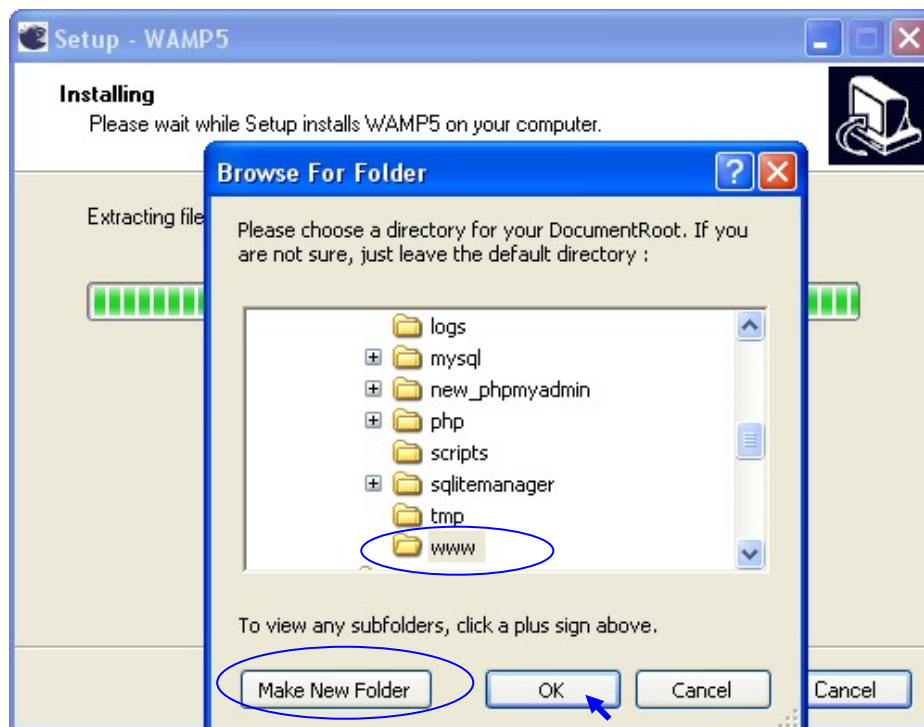 Setup - WAMP5
Installing
Please wait while Setup installs WAMP5 on your computer.
Browse For Folder
Extracting file
Please choose a directory for your DocumentRoot. If you
are not sure, just leave the default directory :
logs
mysql
new_phpmyadmin
php
scripts
sqlitemanager
tmp
www
To view any subfolders, click a plus sign above.
Make New Folder
OK
Cancel
Cancel